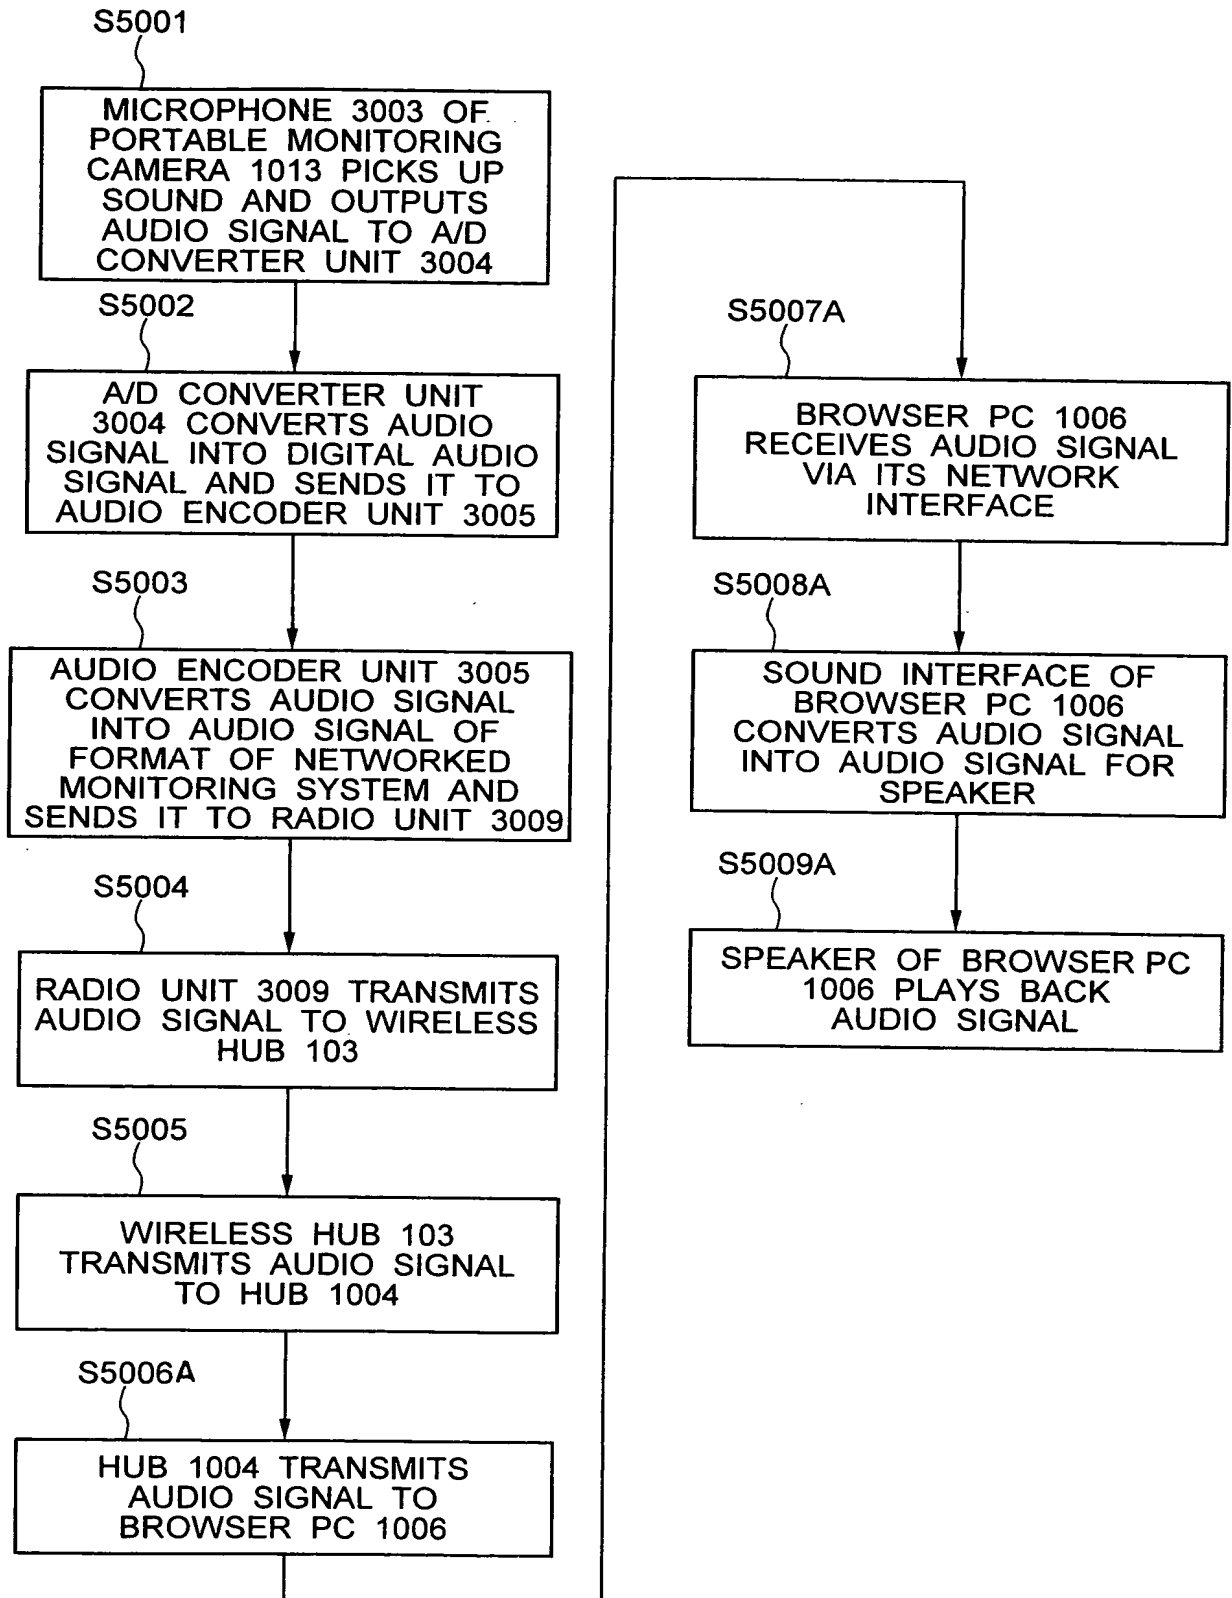 S5001
MICROPHONE 3003 OF
PORTABLE MONITORING
CAMERA 1013 PICKS UP
SOUND AND OUTPUTS
AUDIO SIGNAL TO A/D
CONVERTER UNIT 3004
S5002
A/D CONVERTER UNIT
3004 CONVERTS AUDIO
SIGNAL INTO DIGITAL AUDIO
SIGNAL AND SENDS IT TO
AUDIO ENCODER UNIT 3005
S5003
AUDIO ENCODER UNIT 3005
CONVERTS AUDIO SIGNAL
INTO AUDIO SIGNAL OF
FORMAT OF NETWORKED
MONITORING SYSTEM AND
SENDS IT TO RADIO UNIT 3009
S5004
RADIO UNIT 3009 TRANSMITS
AUDIO SIGNAL TO WIRELESS
HUB 103
S5005
WIRELESS HUB 103
TRANSMITS AUDIO SIGNAL
TO HUB 1004
S5006A
HUB 1004 TRANSMITS
AUDIO SIGNAL TO
BROWSER PC 1006
S5007A
BROWSER PC 1006
RECEIVES AUDIO SIGNAL
VIA ITS NETWORK
INTERFACE
S5008A
SOUND INTERFACE OF
BROWSER PC 1006
CONVERTS AUDIO SIGNAL
INTO AUDIO SIGNAL FOR
SPEAKER
S5009A
SPEAKER OF BROWSER PC
1006 PLAYS BACK
AUDIO SIGNAL